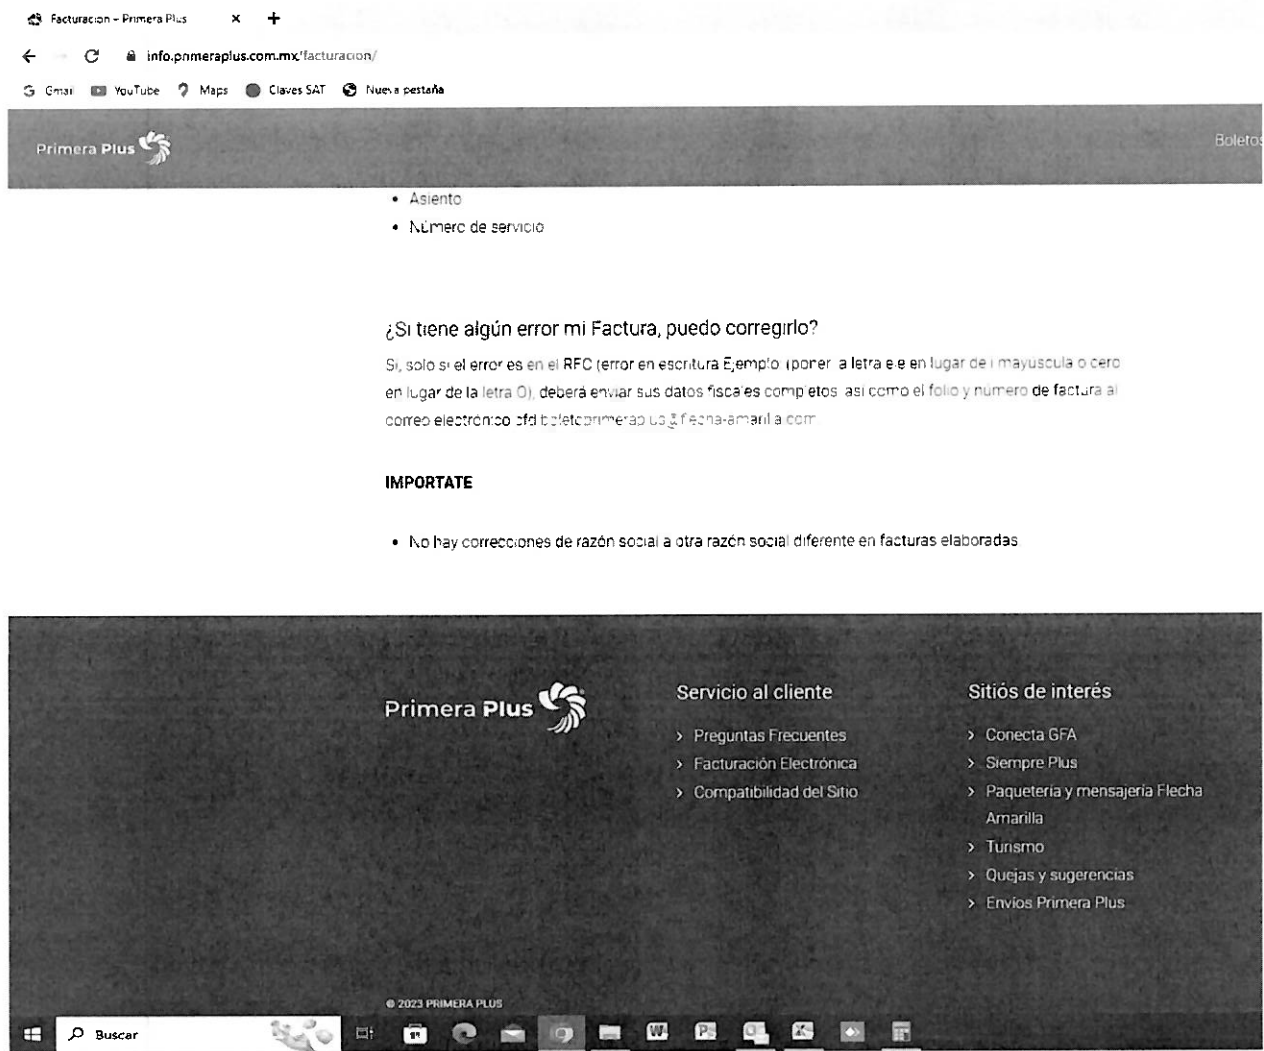 Facturacion – Primera Plus × +
info.primeraplus.com.mx/facturacion/
Gmail YouTube Maps Claves SAT Nueva pestaña
Primera Plus
Boletos
• Asiento
• Número de servicio
¿Si tiene algún error mi Factura, puedo corregirlo?
Si, solo si el error es en el RFC (error en escritura Ejemplo: (poner la letra ele en lugar de i mayuscula o cero
en lugar de la letra O), deberá enviar sus datos fiscales completos, así como el folio y número de factura al
correo electrónico
IMPORTATE
• No hay correcciones de razón social a otra razón social diferente en facturas elaboradas
Primera Plus
Servicio al cliente
> Preguntas Frecuentes
> Facturación Electrónica
> Compatibilidad del Sitio
Sitiós de interés
> Conecta GFA
> Siempre Plus
> Paquetería y mensajería Flecha
Amarilla
> Turismo
> Quejas y sugerencias
> Envíos Primera Plus
© 2023 PRIMERA PLUS
Buscar